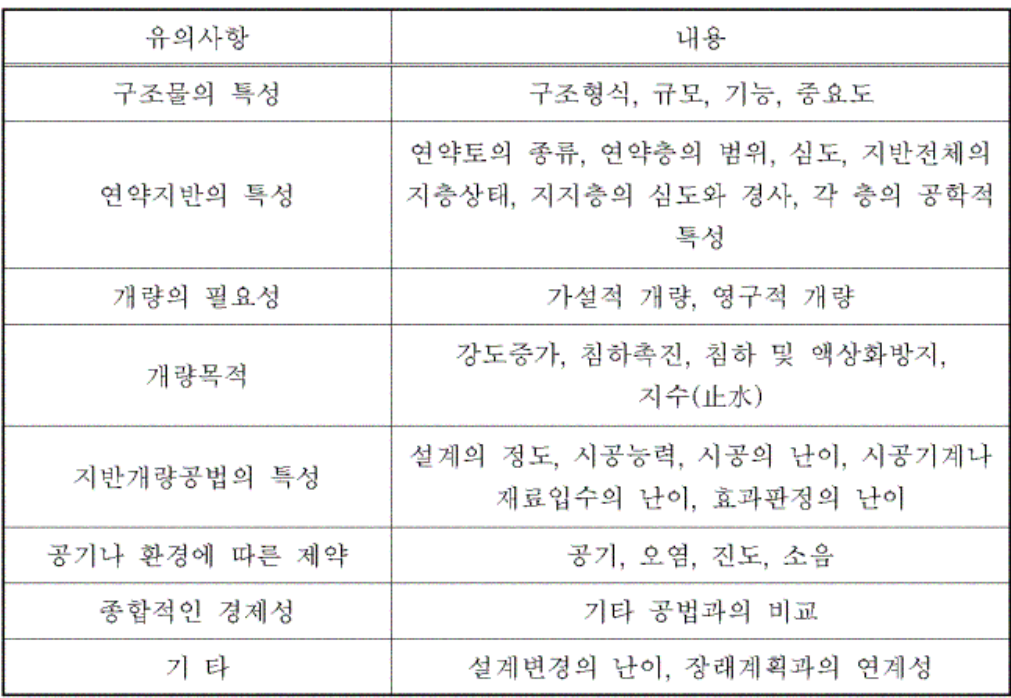 유의사항
내용
구조물의 특성
구조형식, 규모, 기능, 중요도
연약지반의 특성
연약토의 종류, 연약층의 범위, 심도, 지반전체의
지층상태, 지지층의 심도와 경사, 각 층의 공학적
특성
개량의 필요성
가설적 개량, 영구적 개량
개량목적
강도증가, 침하촉진, 침하 및 액상화방지,
지수(止水)
지반개량공법의 특성
설계의 정도, 시공능력, 시공의 난이, 시공기계나
재료입수의 난이, 효과판정의 난이
공기나 환경에 따른 제약
공기, 오염, 진도, 소음
종합적인 경제성
기타 공법과의 비교
기 타
설계변경의 난이, 장래계획과의 연계성